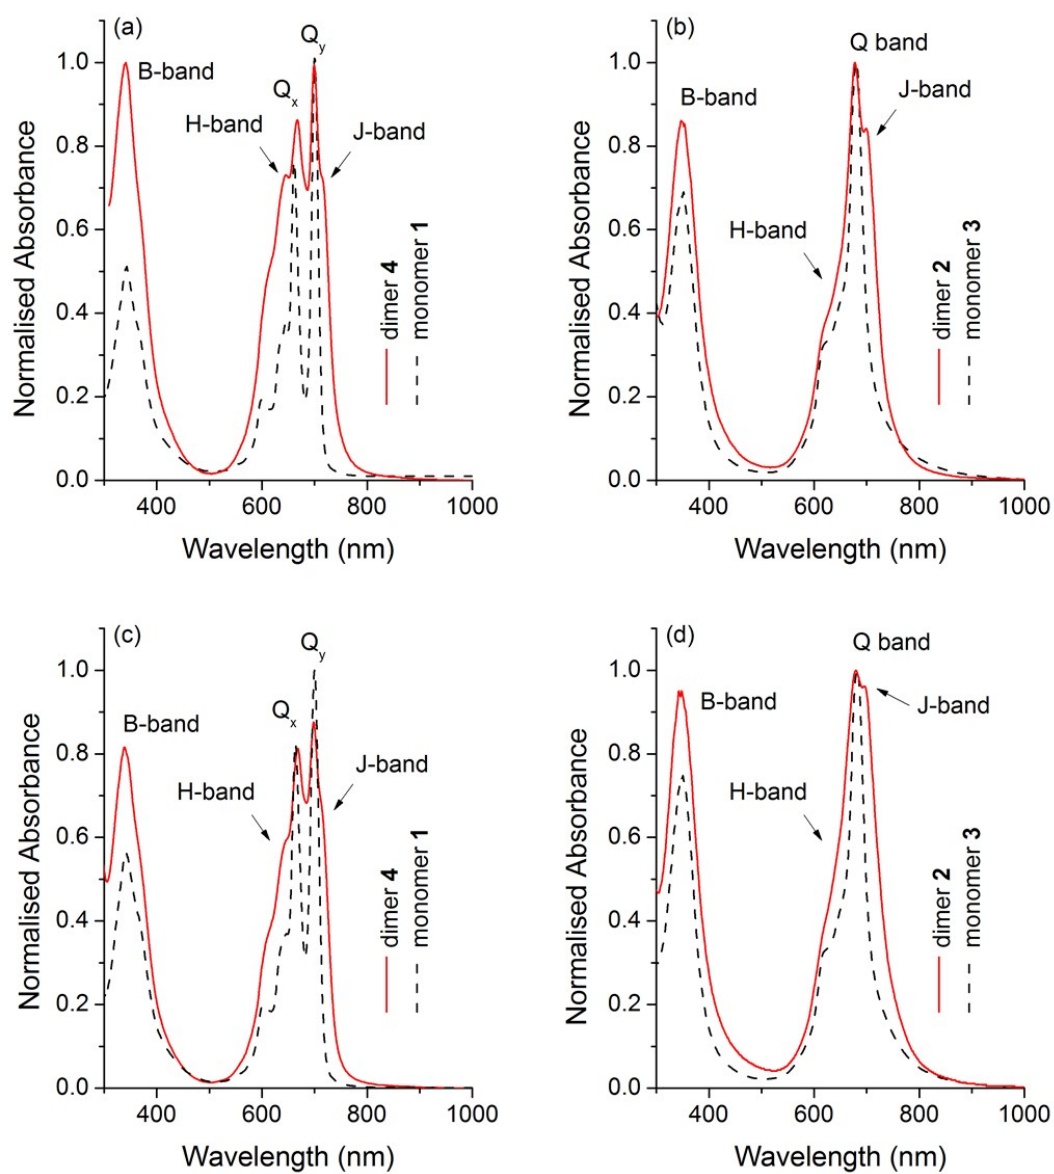 (a)
Q_y
B-band
Q_x
H-band
J-band
1.0
0.8
0.6
0.4
0.2
0.0
Normalised Absorbance
dimer 4
monomer 1
400
600
800
1000
Wavelength (nm)
(b)
Q band
B-band
J-band
H-band
1.0
0.8
0.6
0.4
0.2
0.0
Normalised Absorbance
dimer 2
monomer 3
400
600
800
1000
Wavelength (nm)
(c)
Q_y
B-band
Q_x
H-band
J-band
1.0
0.8
0.6
0.4
0.2
0.0
Normalised Absorbance
dimer 4
monomer 1
400
600
800
1000
Wavelength (nm)
(d)
Q band
B-band
J-band
H-band
1.0
0.8
0.6
0.4
0.2
0.0
Normalised Absorbance
dimer 2
monomer 3
400
600
800
1000
Wavelength (nm)